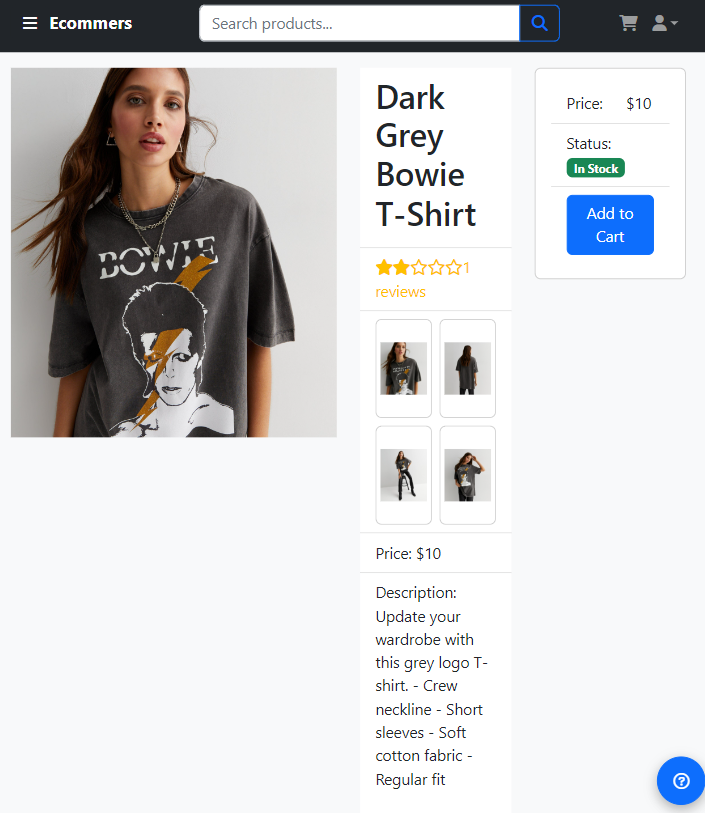 Ecommers
Search products...
BOWIE
Dark
Grey
Bowie
T-Shirt
1
reviews
Price: $10
Description:
Update your
wardrobe with
this grey logo T-
shirt. - Crew
neckline - Short
sleeves - Soft
cotton fabric -
Regular fit
Price: $10
Status:
In Stock
Add to
Cart